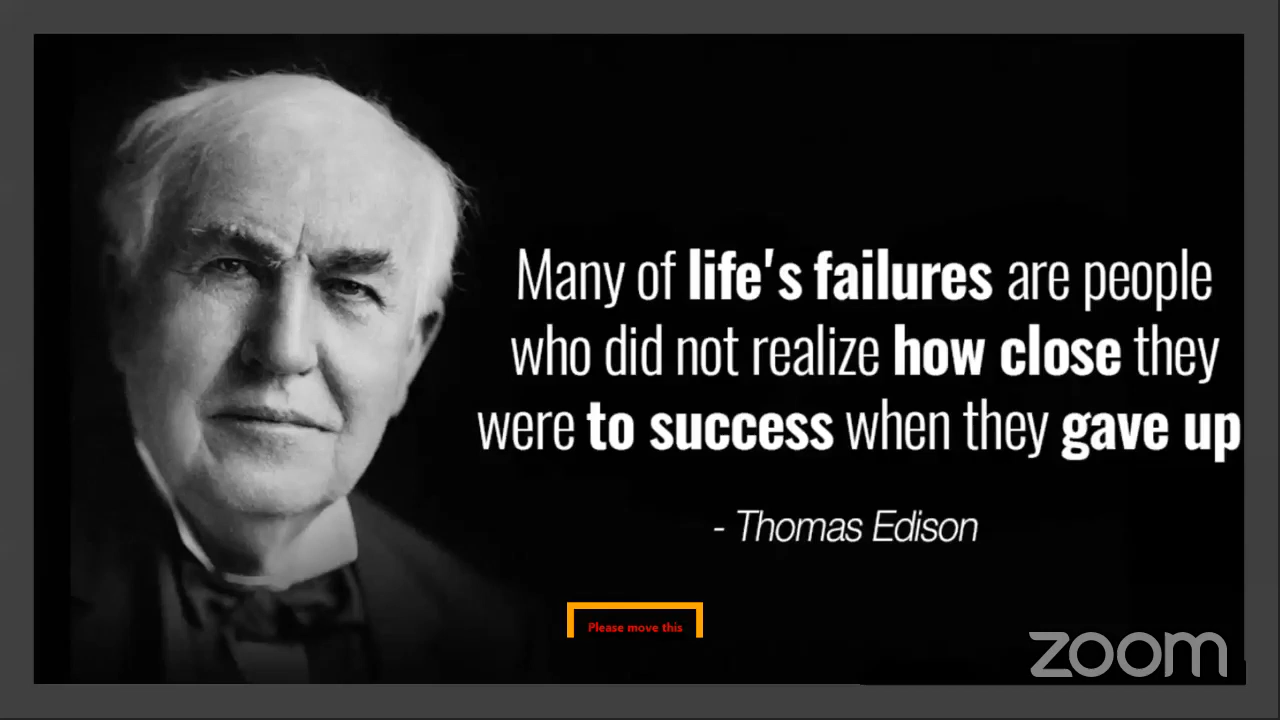 Many of life's failures are people
who did not realize how close they
were to success when they gave up
- Thomas Edison
Please move this
zoom